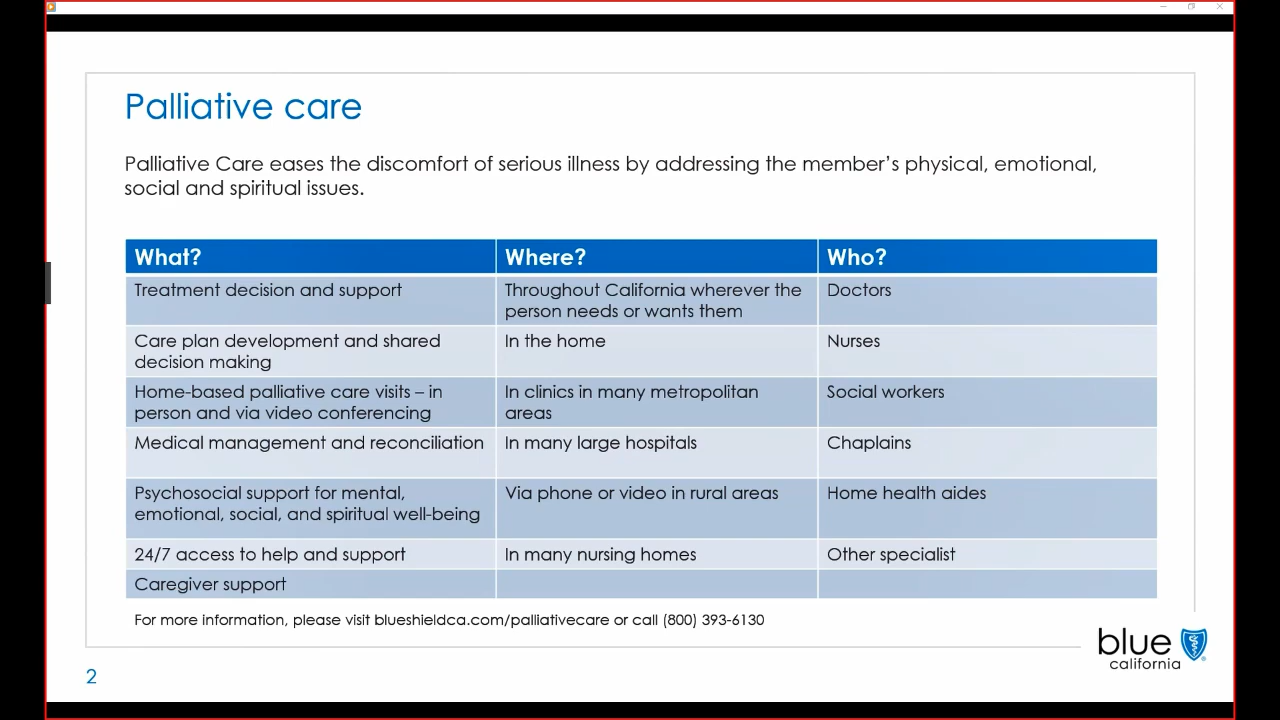 Palliative care
Palliative Care eases the discomfort of serious illness by addressing the member's physical, emotional,
social and spiritual issues.
What?
Where?
Who?
Treatment decision and support
Throughout California wherever the
person needs or wants them
Doctors
Care plan development and shared
decision making
In the home
Nurses
Home-based palliative care visits – in
person and via video conferencing
In clinics in many metropolitan
areas
Social workers
Medical management and reconciliation
In many large hospitals
Chaplains
Psychosocial support for mental,
emotional, social, and spiritual well-being
Via phone or video in rural areas
Home health aides
24/7 access to help and support
In many nursing homes
Other specialist
Caregiver support
For more information, please visit blueshieldca.com/palliativecare or call (800) 393-6130
blue
california
2